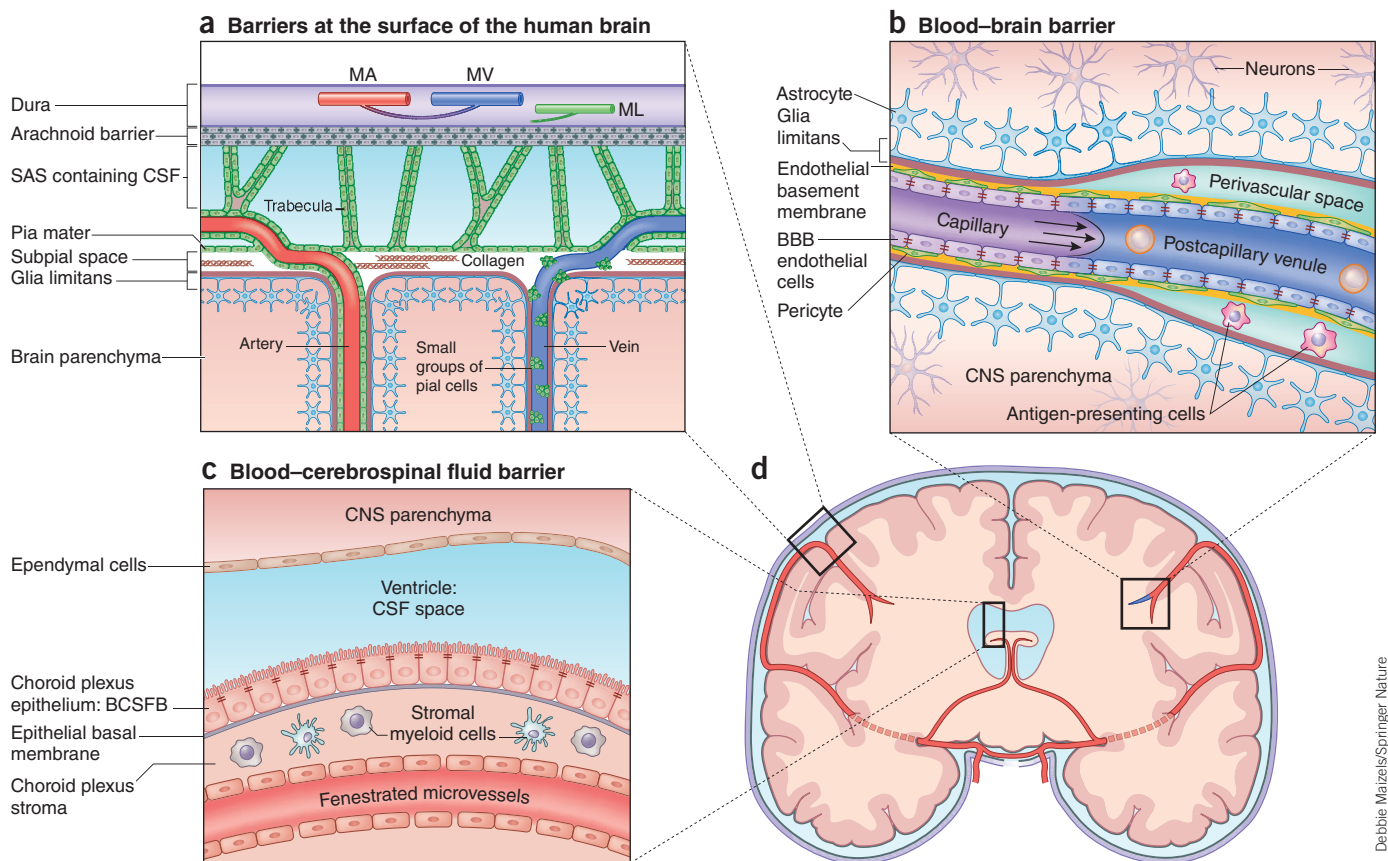 a Barriers at the surface of the human brain
MA
MV
ML
Dura
Arachnoid barrier
SAS containing CSF
Trabecula
Pia mater
Subpial space
Glia limitans
Collagen
Brain parenchyma
Artery
Small
groups of
pial cells
Vein
b Blood–brain barrier
Neurons
Astrocyte
Glia
limitans
Endothelial
basement
membrane
BBB
endothelial
cells
Pericyte
Perivascular space
Capillary
Postcapillary venule
CNS parenchyma
Antigen-presenting cells
c Blood–cerebrospinal fluid barrier
CNS parenchyma
Ependymal cells
Ventricle:
CSF space
Choroid plexus
epithelium: BCSFB
Epithelial basal
membrane
Choroid plexus
stroma
Stromal
myeloid cells
Fenestrated microvessels
d
Debbie Maizels/Springer Nature